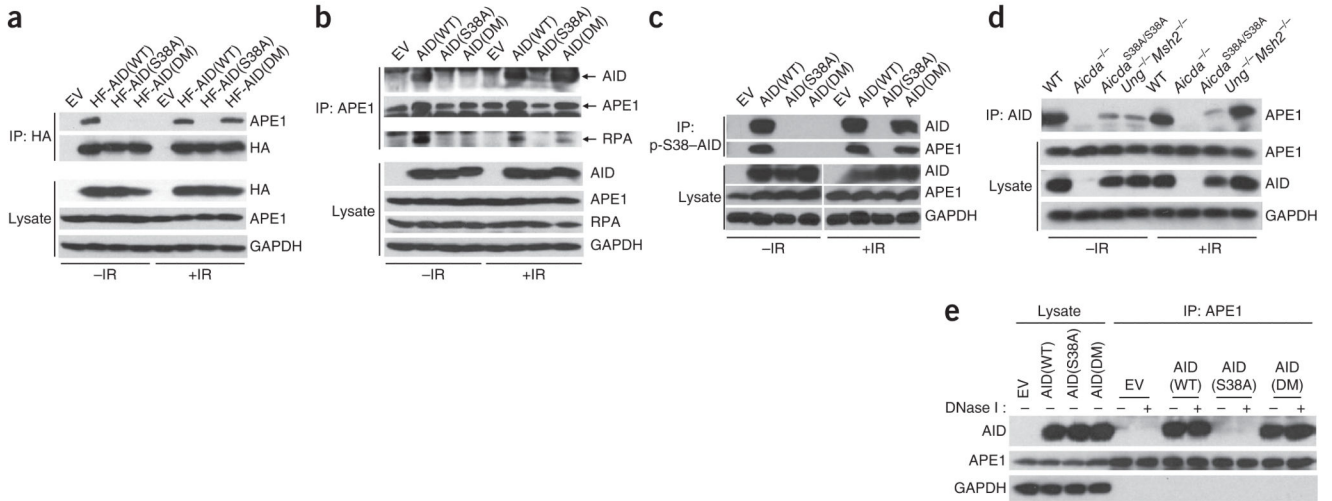 a
EV
HF-AID(WT)
HF-AID(S38A)
HF-AID(DM)
EV
HF-AID(WT)
HF-AID(S38A)
HF-AID(DM)
IP: HA
APE1
HA
Lysate
HA
APE1
GAPDH
–IR
+IR
b
EV
AID(WT)
AID(S38A)
AID(DM)
EV
AID(WT)
AID(S38A)
AID(DM)
IP: APE1
AID
APE1
RPA
Lysate
AID
APE1
RPA
GAPDH
–IR
+IR
c
EV
AID(WT)
AID(S38A)
AID(DM)
EV
AID(WT)
AID(S38A)
AID(DM)
IP:
p-S38–AID
AID
APE1
Lysate
AID
APE1
GAPDH
–IR
+IR
d
WT
Aicda–/–
AicdaS38A/S38A
Ung–/–Msh2–/–
WT
Aicda–/–
AicdaS38A/S38A
Ung–/–Msh2–/–
IP: AID
APE1
Lysate
APE1
AID
GAPDH
–IR
+IR
e
Lysate
IP: APE1
EV
AID(WT)
AID(S38A)
AID(DM)
EV
AID
(WT)
AID
(S38A)
AID
(DM)
DNase I : – – – – – + – + – + – +
AID
APE1
GAPDH